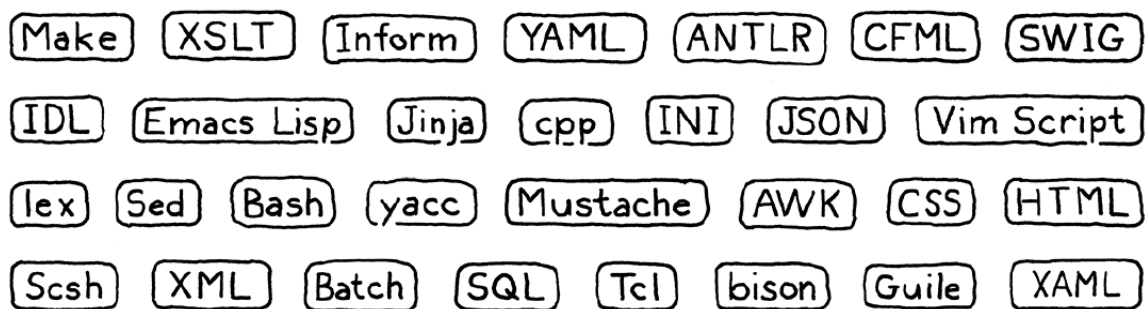 Make XSLT Inform YAML ANTLR CFML SWIG
IDL Emacs Lisp Jinja cpp INI JSON Vim Script
lex Sed Bash yacc Mustache AWK CSS HTML
Scsh XML Batch SQL Tcl bison Guile XAML